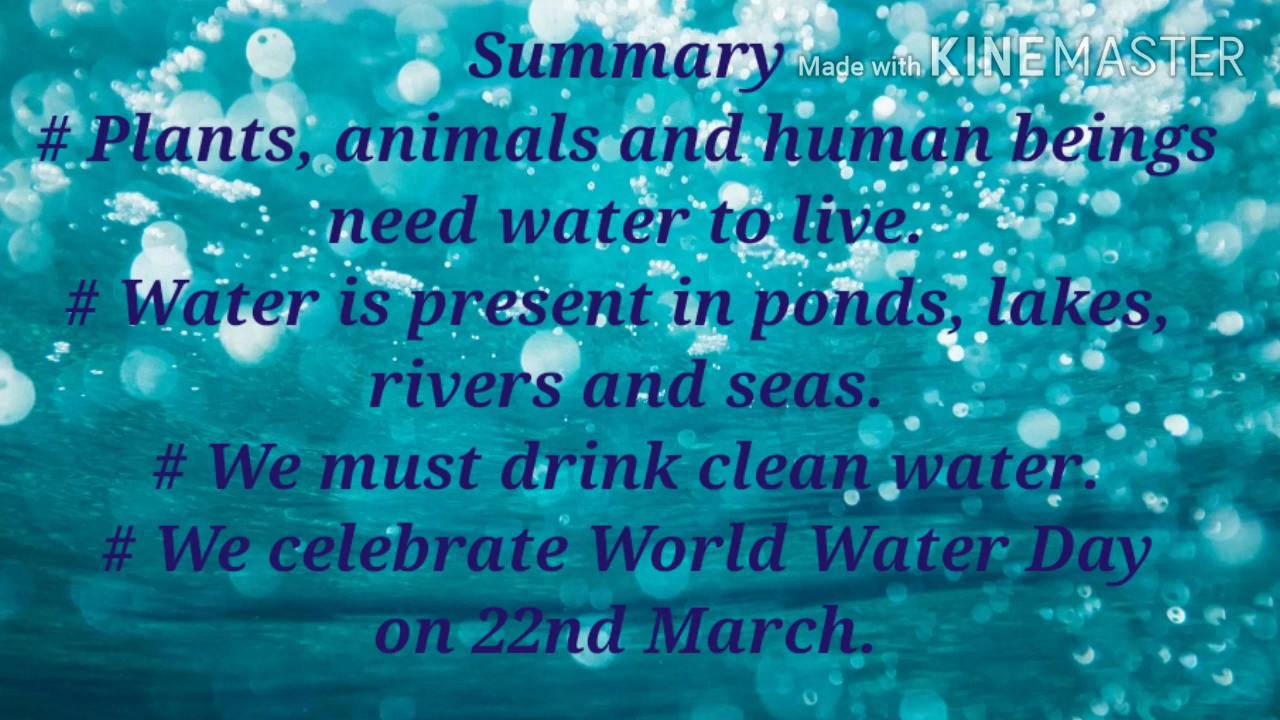 Summary
Made with KINEMASTER
# Plants, animals and human beings
need water to live.
# Water is present in ponds, lakes,
rivers and seas.
# We must drink clean water.
# We celebrate World Water Day
on 22nd March.